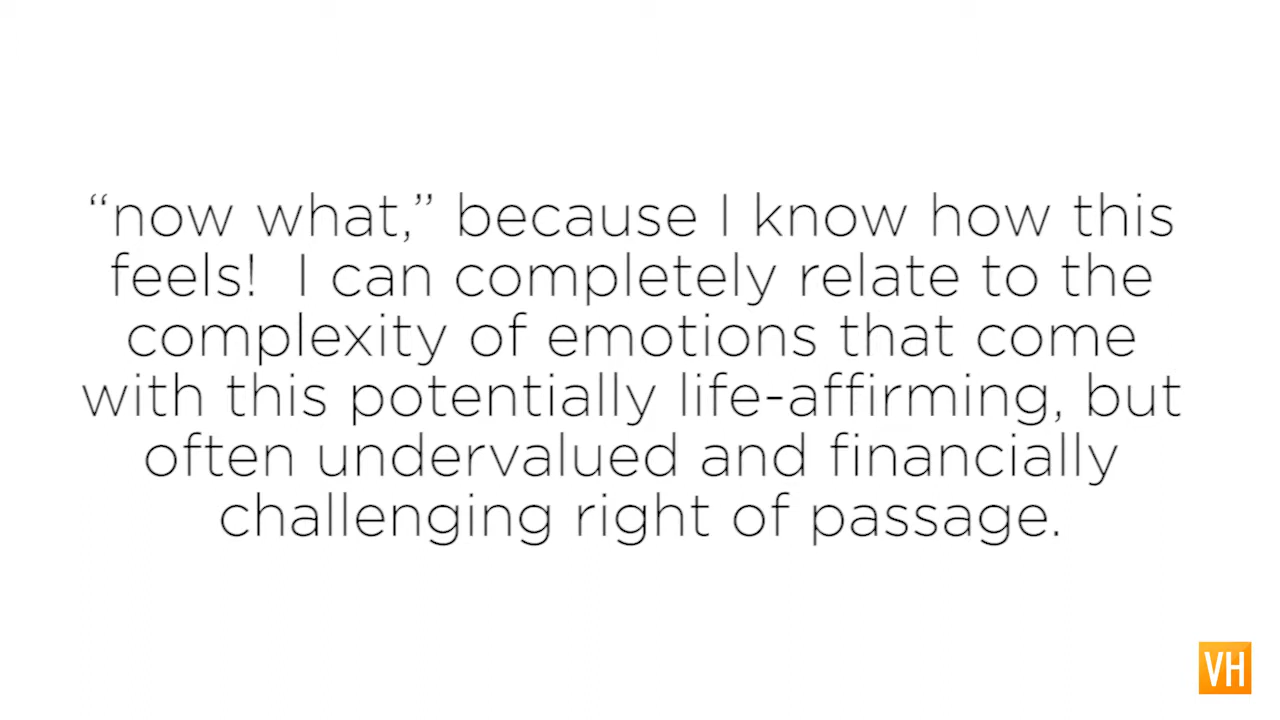 “now what,” because I know how this
feels!  I can completely relate to the
complexity of emotions that come
with this potentially life-affirming, but
often undervalued and financially
challenging right of passage.
VH